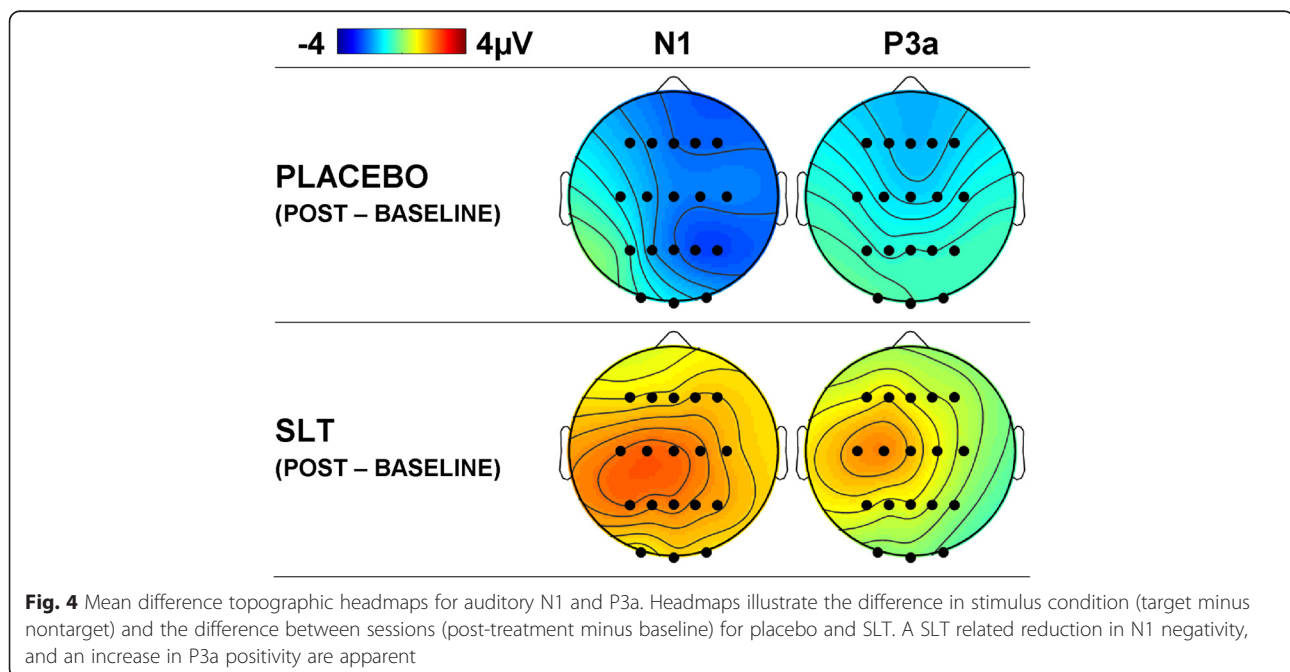 -4 4µV N1 P3a
PLACEBO
(POST – BASELINE)
SLT
(POST – BASELINE)
Fig. 4 Mean difference topographic headmaps for auditory N1 and P3a. Headmaps illustrate the difference in stimulus condition (target minus
nontarget) and the difference between sessions (post-treatment minus baseline) for placebo and SLT. A SLT related reduction in N1 negativity,
and an increase in P3a positivity are apparent